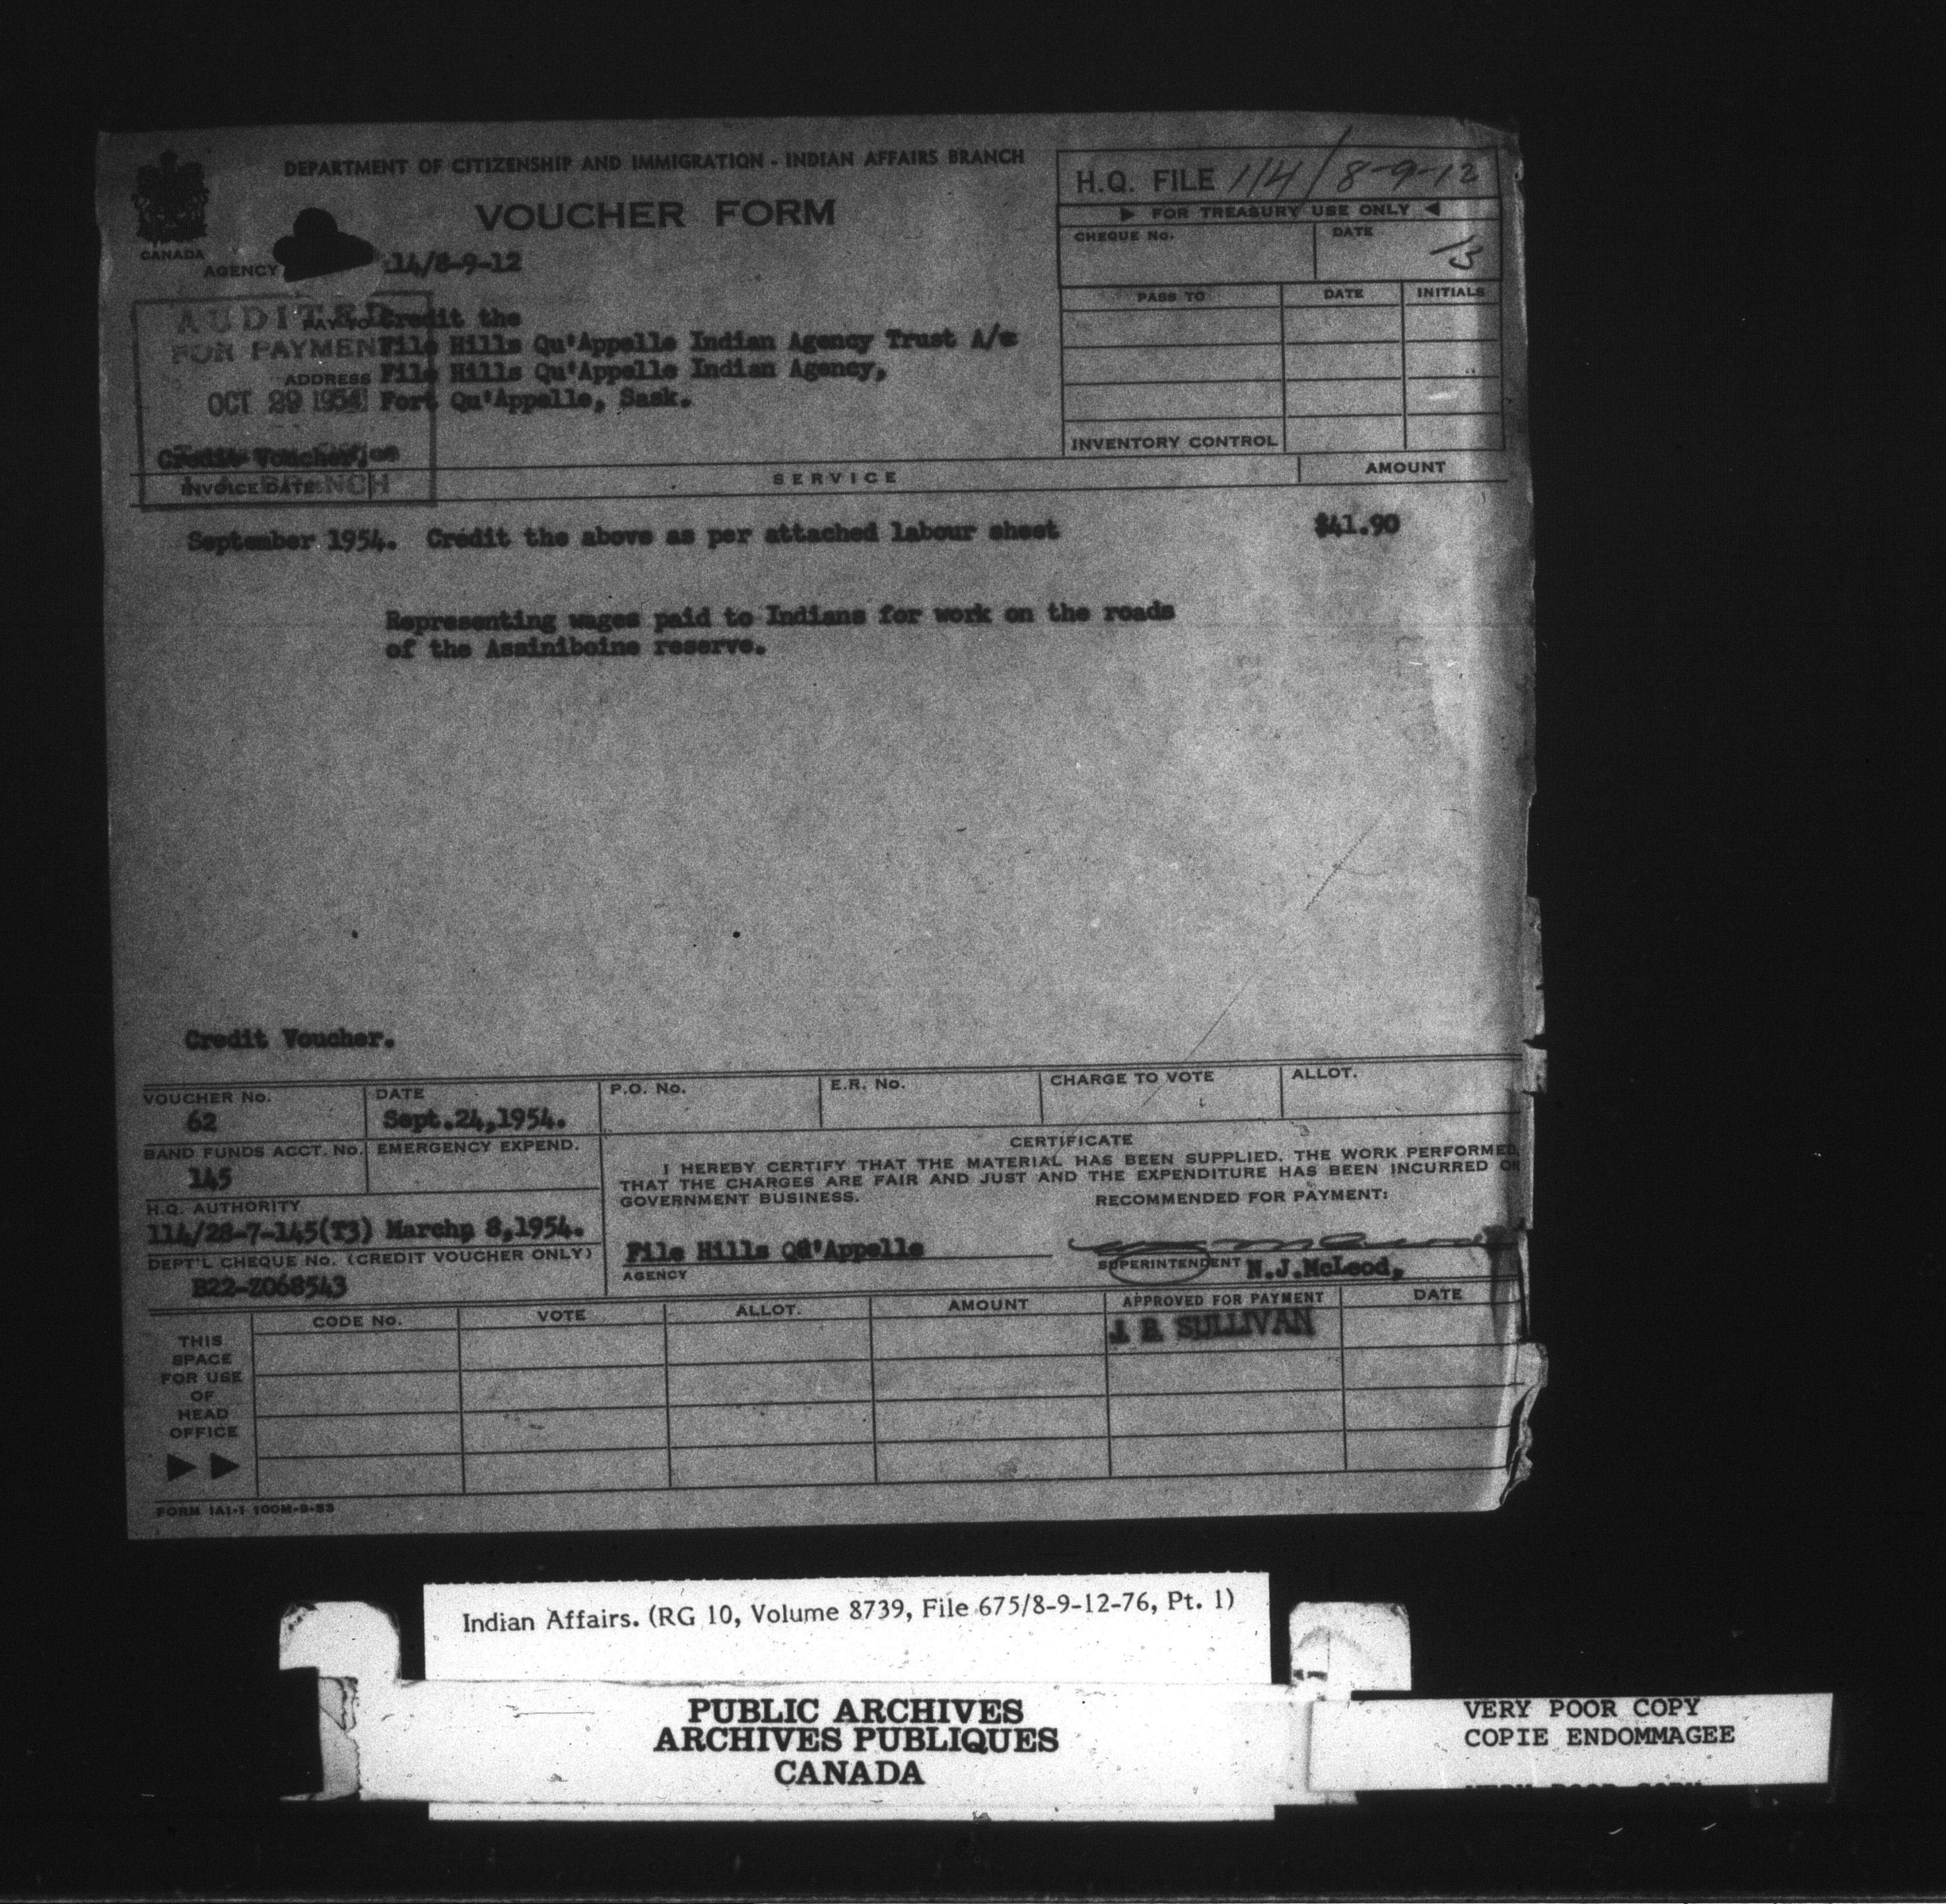 DEPARTMENT OF CITIZENSHIP AND IMMIGRATION - INDIAN AFFAIRS BRANCH
VOUCHER FORM
CANADA
AGENCY 14/8-9-12
H.Q. FILE 114/8-9-12
FOR TREASURY USE ONLY
CHEQUE No. DATE
13
PASS TO DATE INITIALS
INVENTORY CONTROL
AUDITED
FOR PAYMENT
OCT 29 1954
BRANCH
PAY TO Credit the
File Hills Qu'Appelle Indian Agency Trust A/c
ADDRESS File Hills Qu'Appelle Indian Agency,
Fort Qu'Appelle, Sask.
Credit Voucher.
INVOICE DATE SERVICE AMOUNT
September 1954. Credit the above as per attached labour sheet $41.90
Representing wages paid to Indians for work on the roads
of the Assiniboine reserve.
Credit Voucher.
VOUCHER No. DATE P.O. No. E.R. No. CHARGE TO VOTE ALLOT.
62 Sept.24,1954.
BAND FUNDS ACCT. No. EMERGENCY EXPEND.
145
H.Q. AUTHORITY
114/28-7-145(T3) Marchp 8,1954.
DEPT'L CHEQUE No. (CREDIT VOUCHER ONLY)
B22-Z068543
CERTIFICATE
I HEREBY CERTIFY THAT THE MATERIAL HAS BEEN SUPPLIED, THE WORK PERFORMED,
THAT THE CHARGES ARE FAIR AND JUST AND THE EXPENDITURE HAS BEEN INCURRED ON
GOVERNMENT BUSINESS.
RECOMMENDED FOR PAYMENT:
File Hills Qu'Appelle
AGENCY
SUPERINTENDENT N.J.McLeod,
CODE No. VOTE ALLOT. AMOUNT APPROVED FOR PAYMENT DATE
J. B. SULLIVAN
THIS
SPACE
FOR USE
OF
HEAD
OFFICE
FORM IA1-1 100M-9-53
Indian Affairs. (RG 10, Volume 8739, File 675/8-9-12-76, Pt. 1)
PUBLIC ARCHIVES
ARCHIVES PUBLIQUES
CANADA
VERY POOR COPY
COPIE ENDOMMAGEE